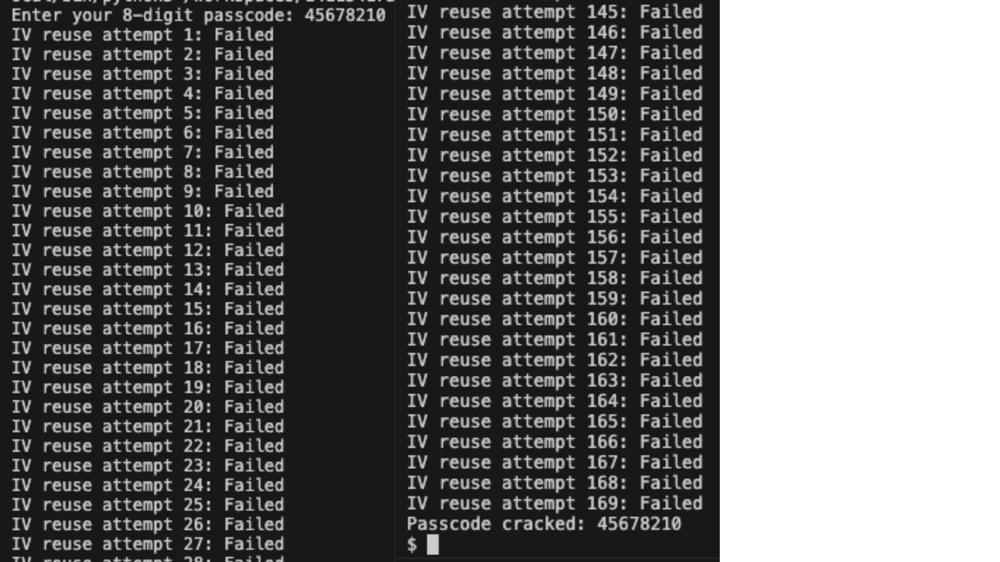 Enter your 8-digit passcode: 45678210
IV reuse attempt 1: Failed
IV reuse attempt 2: Failed
IV reuse attempt 3: Failed
IV reuse attempt 4: Failed
IV reuse attempt 5: Failed
IV reuse attempt 6: Failed
IV reuse attempt 7: Failed
IV reuse attempt 8: Failed
IV reuse attempt 9: Failed
IV reuse attempt 10: Failed
IV reuse attempt 11: Failed
IV reuse attempt 12: Failed
IV reuse attempt 13: Failed
IV reuse attempt 14: Failed
IV reuse attempt 15: Failed
IV reuse attempt 16: Failed
IV reuse attempt 17: Failed
IV reuse attempt 18: Failed
IV reuse attempt 19: Failed
IV reuse attempt 20: Failed
IV reuse attempt 21: Failed
IV reuse attempt 22: Failed
IV reuse attempt 23: Failed
IV reuse attempt 24: Failed
IV reuse attempt 25: Failed
IV reuse attempt 26: Failed
IV reuse attempt 27: Failed
IV reuse attempt 28: Failed
IV reuse attempt 145: Failed
IV reuse attempt 146: Failed
IV reuse attempt 147: Failed
IV reuse attempt 148: Failed
IV reuse attempt 149: Failed
IV reuse attempt 150: Failed
IV reuse attempt 151: Failed
IV reuse attempt 152: Failed
IV reuse attempt 153: Failed
IV reuse attempt 154: Failed
IV reuse attempt 155: Failed
IV reuse attempt 156: Failed
IV reuse attempt 157: Failed
IV reuse attempt 158: Failed
IV reuse attempt 159: Failed
IV reuse attempt 160: Failed
IV reuse attempt 161: Failed
IV reuse attempt 162: Failed
IV reuse attempt 163: Failed
IV reuse attempt 164: Failed
IV reuse attempt 165: Failed
IV reuse attempt 166: Failed
IV reuse attempt 167: Failed
IV reuse attempt 168: Failed
IV reuse attempt 169: Failed
Passcode cracked: 45678210
$